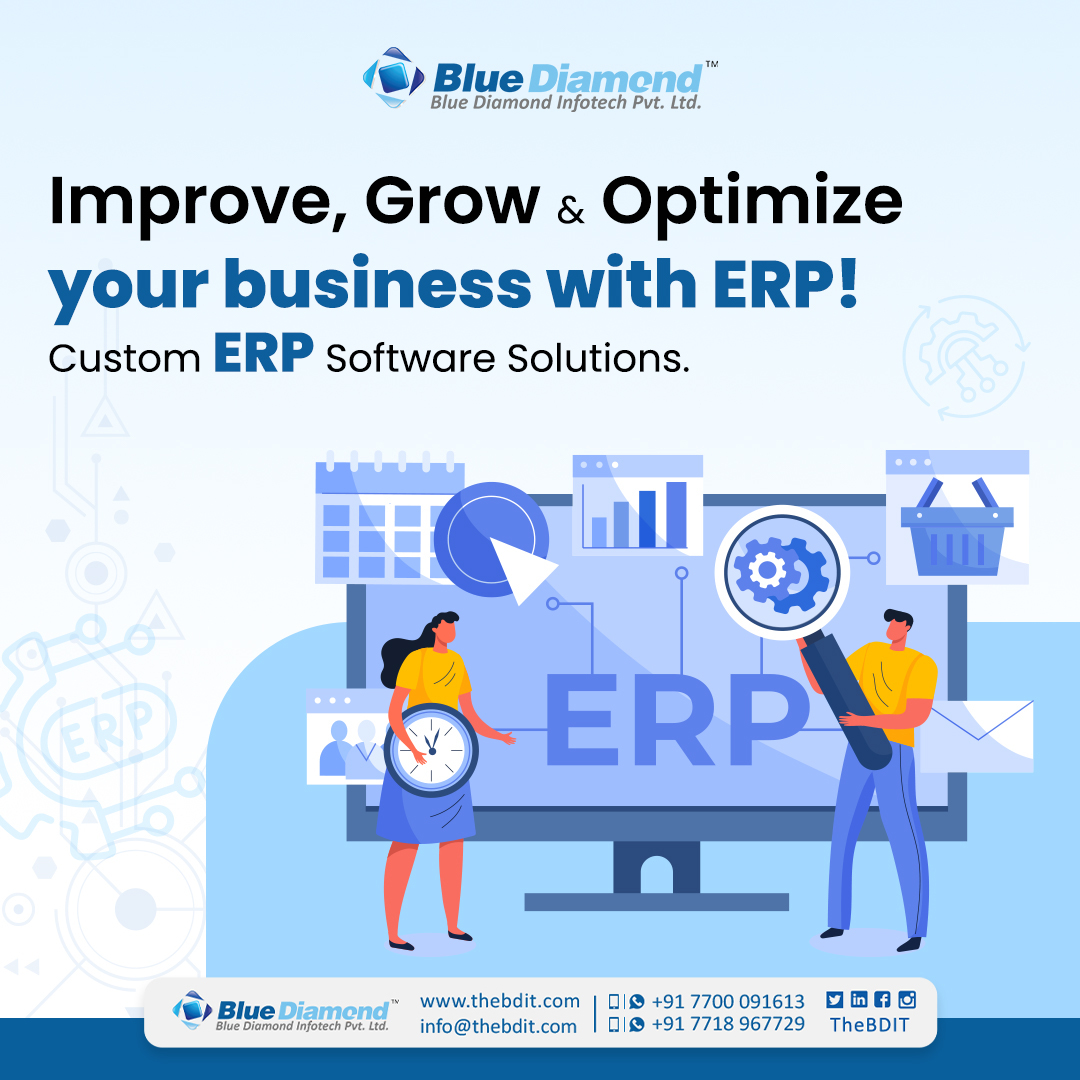 Blue Diamond™
Blue Diamond Infotech Pvt. Ltd.
Improve, Grow & Optimize
your business with ERP!
Custom ERP Software Solutions.
ERP
ERP
Blue Diamond™
Blue Diamond Infotech Pvt. Ltd.
www.thebdit.com
info@thebdit.com
+91 7700 091613
+91 7718 967729
TheBDIT